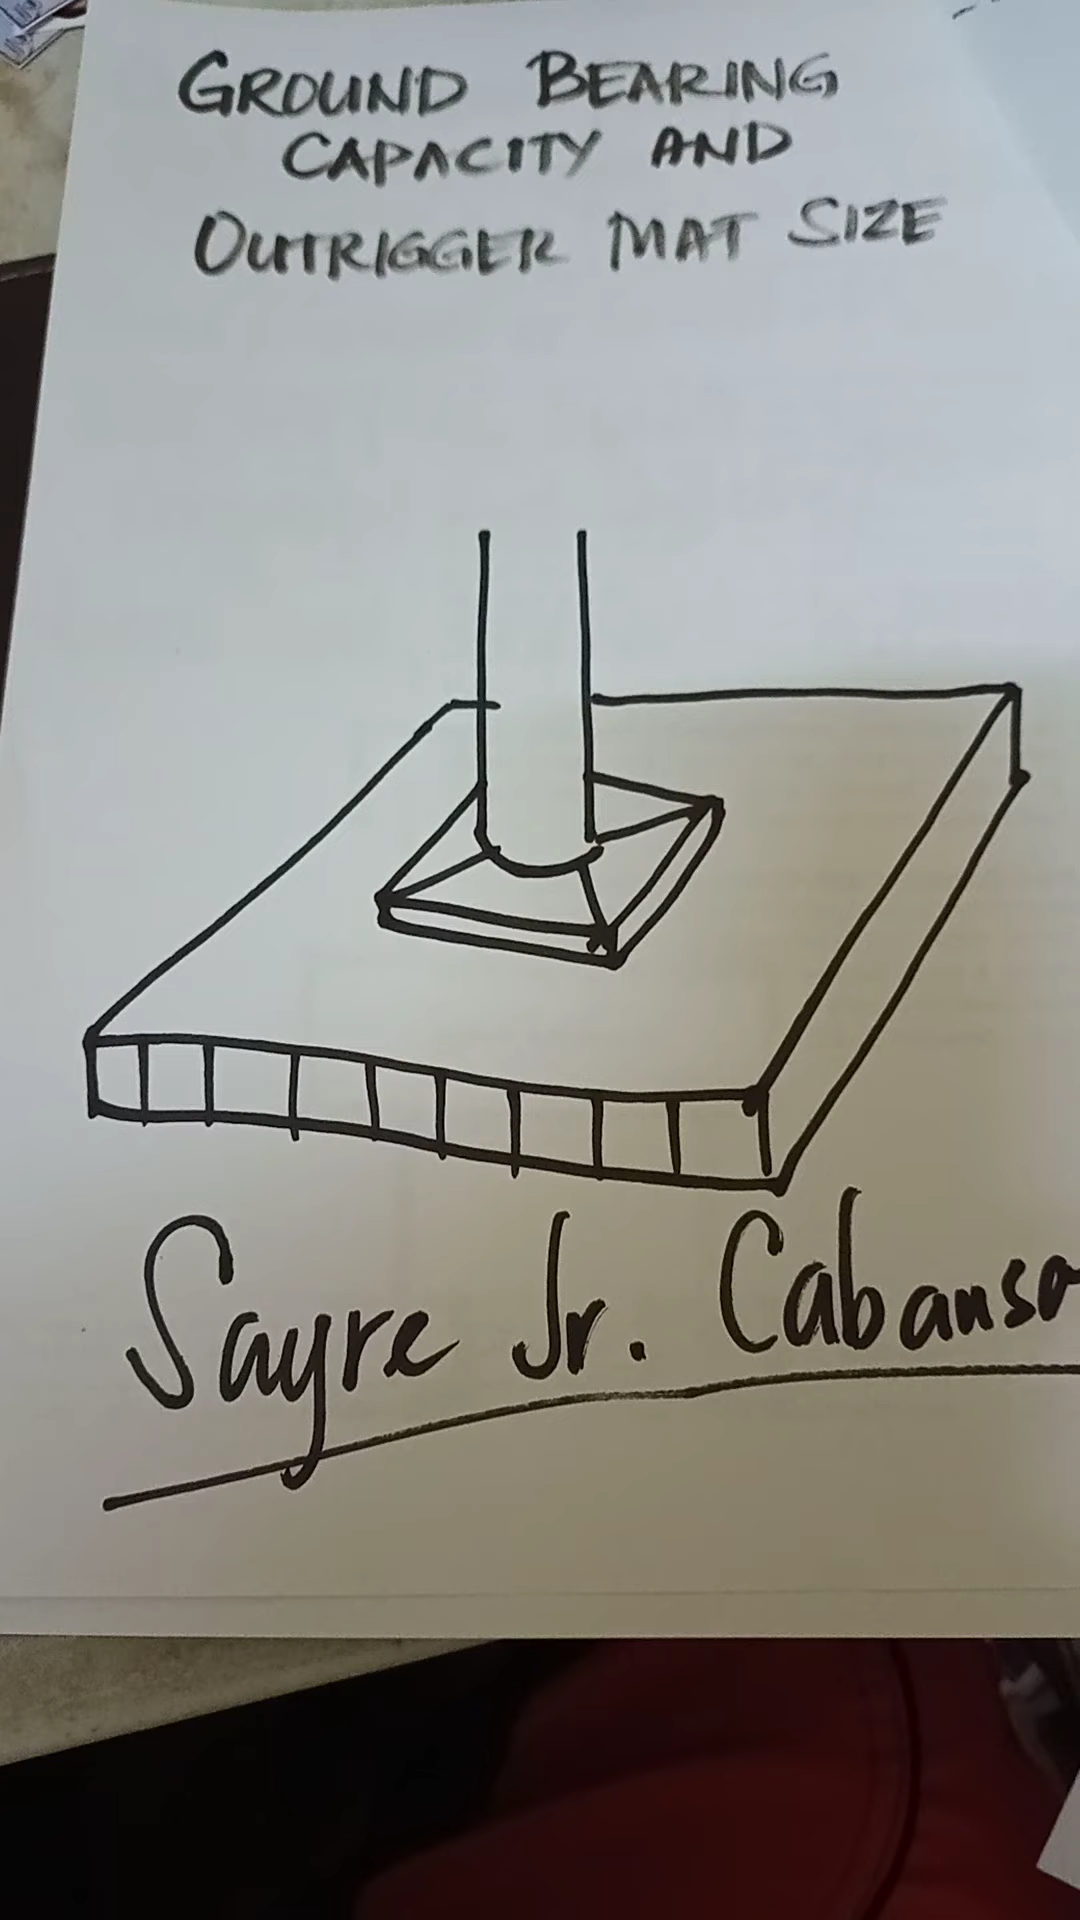 GROUND BEARING
CAPACITY AND
OUTRIGGER MAT SIZE
Sayre Jr. Cabansa